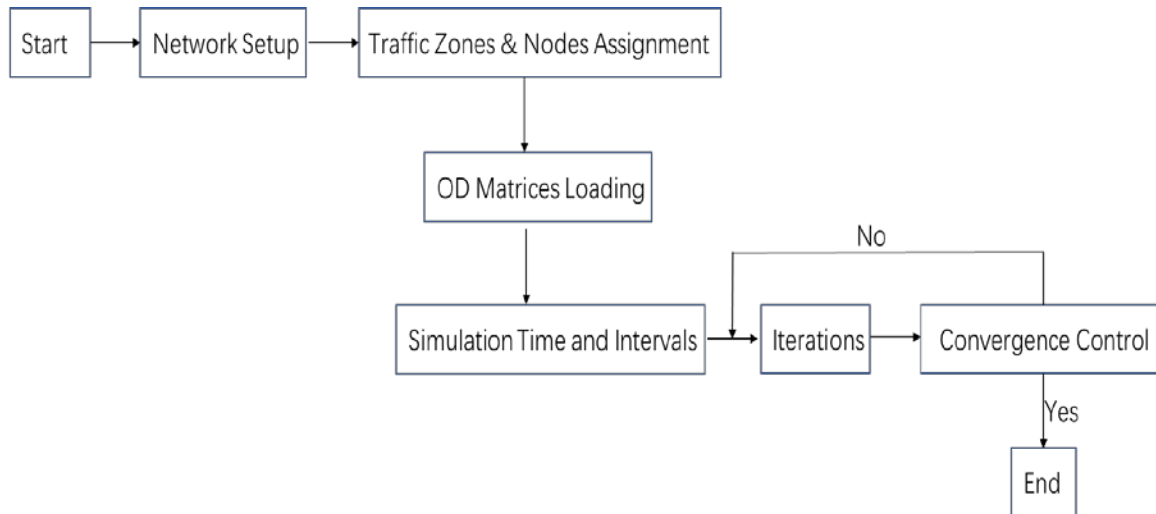 Start
Network Setup
Traffic Zones & Nodes Assignment
OD Matrices Loading
No
Simulation Time and Intervals
Iterations
Convergence Control
Yes
End